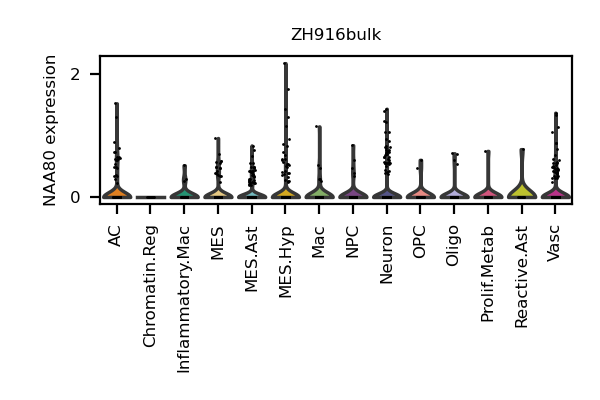 ZH916bulk
NAA80 expression
2
0
AC
Chromatin.Reg
Inflammatory.Mac
MES
MES.Ast
MES.Hyp
Mac
NPC
Neuron
OPC
Oligo
Prolif.Metab
Reactive.Ast
Vasc